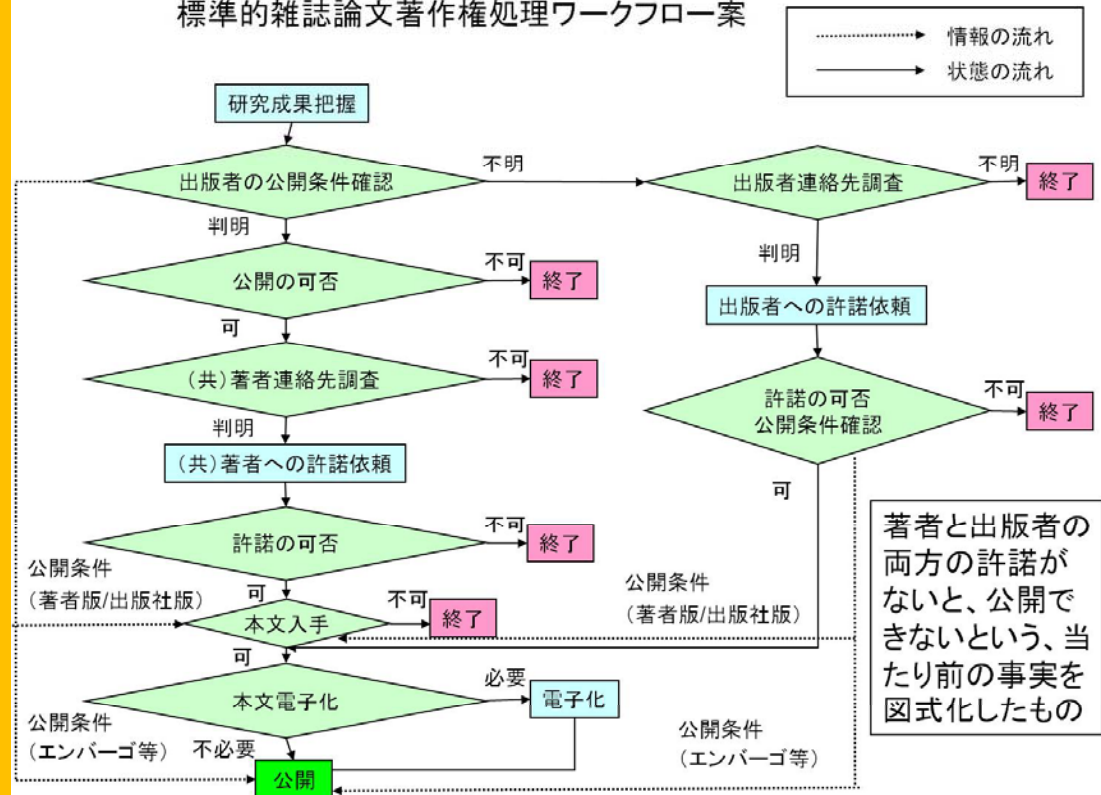 標準的雑誌論文著作権処理ワークフロー案
情報の流れ
状態の流れ
研究成果把握
出版者の公開条件確認
不明
出版者連絡先調査
不明
終了
判明
判明
公開の可否
不可
終了
出版者への許諾依頼
可
(共)著者連絡先調査
不可
終了
許諾の可否
公開条件確認
不可
終了
判明
(共)著者への許諾依頼
可
許諾の可否
不可
終了
公開条件
(著者版/出版社版)
可
本文入手
不可
終了
公開条件
(著者版/出版社版)
著者と出版者の
両方の許諾が
ないと、公開で
きないという、当
たり前の事実を
図式化したもの
可
本文電子化
必要
電子化
公開条件
(エンバーゴ等)
不必要
公開
公開条件
(エンバーゴ等)